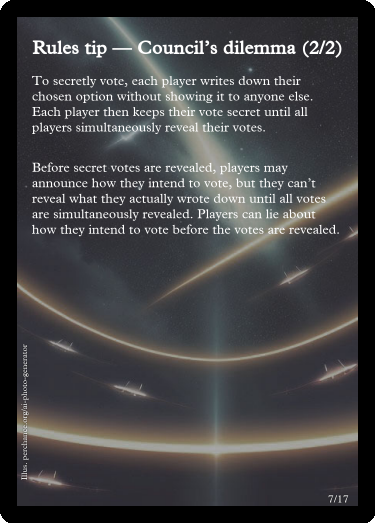 Rules tip — Council's dilemma (2/2)
To secretly vote, each player writes down their
chosen option without showing it to anyone else.
Each player then keeps their vote secret until all
players simultaneously reveal their votes.
Before secret votes are revealed, players may
announce how they intend to vote, but they can't
reveal what they actually wrote down until all votes
are simultaneously revealed. Players can lie about
how they intend to vote before the votes are revealed.
Illus. perchance.org/ai-photo-generator
7/17